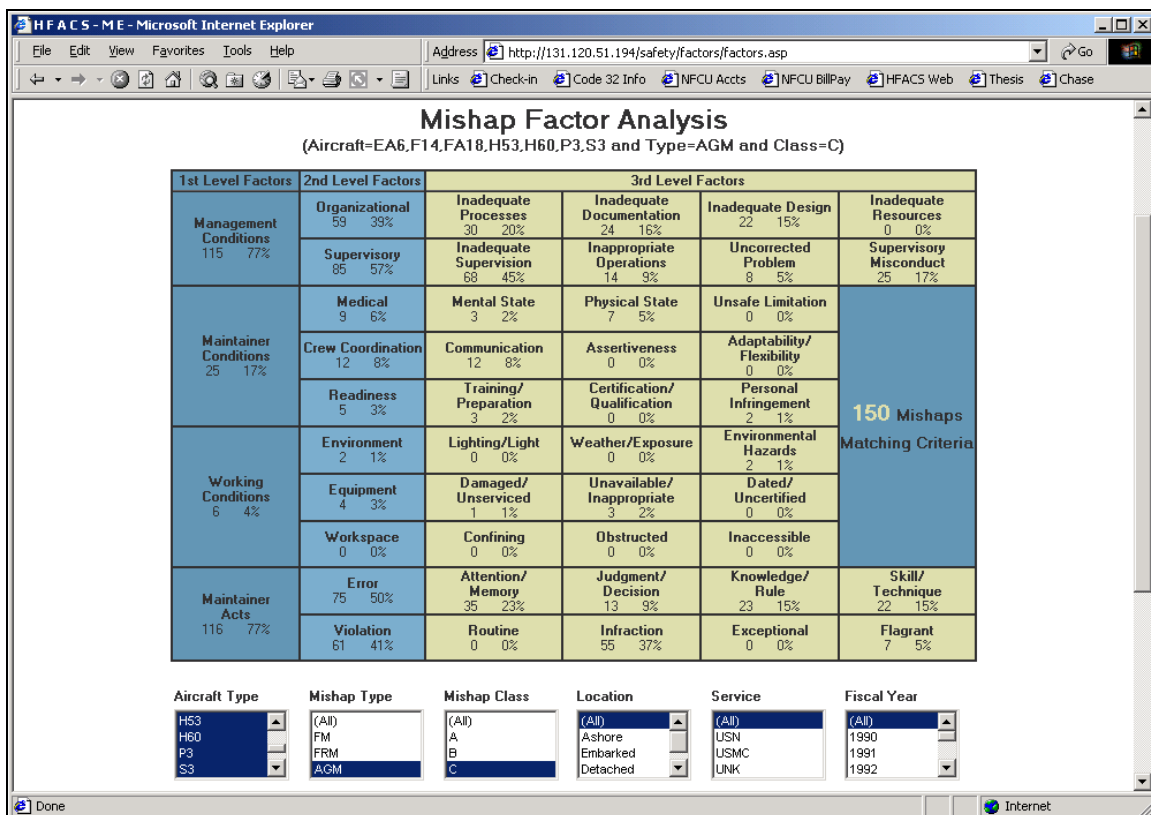 H F A C S - M E - Microsoft Internet Explorer
File Edit View Favorites Tools Help
Address http://131.120.51.194/safety/factors/factors.asp Go
Links Check-in Code 32 Info NFCU Accts NFCU BillPay HFACS Web Thesis Chase
Mishap Factor Analysis
(Aircraft=EA6,F14,FA18,H53,H60,P3,S3 and Type=AGM and Class=C)
1st Level Factors 2nd Level Factors 3rd Level Factors
Management
Conditions
115 77%
Organizational
59 39%
Inadequate
Processes
30 20%
Inadequate
Documentation
24 16%
Inadequate Design
22 15%
Inadequate
Resources
0 0%
Supervisory
85 57%
Inadequate
Supervision
68 45%
Inappropriate
Operations
14 9%
Uncorrected
Problem
8 5%
Supervisory
Misconduct
25 17%
Maintainer
Conditions
25 17%
Medical
9 6%
Mental State
3 2%
Physical State
7 5%
Unsafe Limitation
0 0%
Crew Coordination
12 8%
Communication
12 8%
Assertiveness
0 0%
Adaptability/
Flexibility
0 0%
Readiness
5 3%
Training/
Preparation
3 2%
Certification/
Qualification
0 0%
Personal
Infringement
2 1%
150 Mishaps
Matching Criteria
Working
Conditions
6 4%
Environment
2 1%
Lighting/Light
0 0%
Weather/Exposure
0 0%
Environmental
Hazards
2 1%
Equipment
4 3%
Damaged/
Unserviced
1 1%
Unavailable/
Inappropriate
3 2%
Dated/
Uncertified
0 0%
Workspace
0 0%
Confining
0 0%
Obstructed
0 0%
Inaccessible
0 0%
Maintainer
Acts
116 77%
Error
75 50%
Attention/
Memory
35 23%
Judgment/
Decision
13 9%
Knowledge/
Rule
23 15%
Skill/
Technique
22 15%
Violation
61 41%
Routine
0 0%
Infraction
55 37%
Exceptional
0 0%
Flagrant
7 5%
Aircraft Type
H53
H60
P3
S3
Mishap Type
(All)
FM
FRM
AGM
Mishap Class
(All)
A
B
C
Location
(All)
Ashore
Embarked
Detached
Service
(All)
USN
USMC
UNK
Fiscal Year
(All)
1990
1991
1992
Done Internet